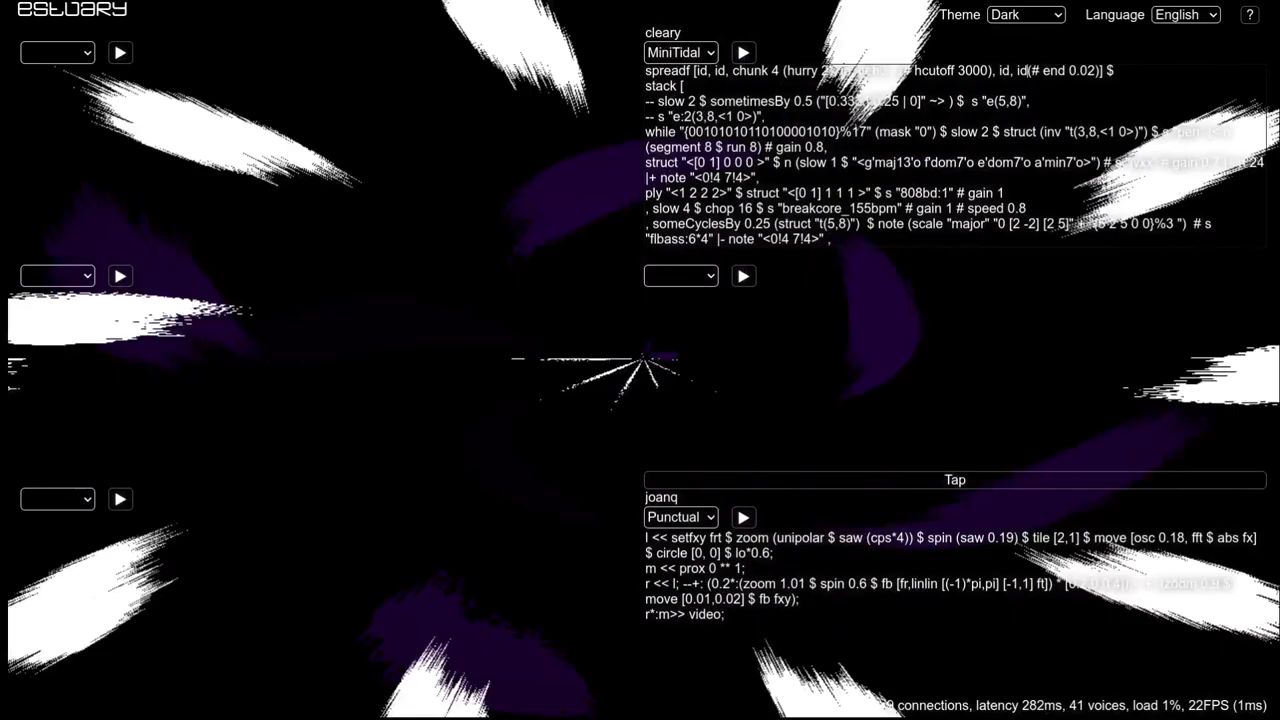 ESTUARY
Theme Dark Language English ?
cleary
MiniTidal
spreadf [id, id, chunk 4 (hurry 2 hcutoff 3000), id, id(# end 0.02)] $
stack [
-- slow 2 $ sometimesBy 0.5 ("[0.33 25 | 0]" ~> ) $ s "e(5,8)",
-- s "e:2(3,8,<1 0>)",
while "{00101010110100001010}%17" (mask "0") $ slow 2 $ struct (inv "t(3,8,<1 0>)") $
(segment 8 $ run 8) # gain 0.8,
struct "<[0 1] 0 0 0 >" $ n (slow 1 $ "<g'maj13'o f'dom7'o e'dom7'o a'min7'o>") # gain 0.7
|+ note "<0!4 7!4>",
ply "<1 2 2 2>" $ struct "<[0 1] 1 1 1 >" $ s "808bd:1" # gain 1
, slow 4 $ chop 16 $ s "breakcore_155bpm" # gain 1 # speed 0.8
, someCyclesBy 0.25 (struct "t(5,8)") $ note (scale "major" "0 [2 -2] [2 5]" + 2 5 0 0}%3 ") # s
"flbass:6*4" |- note "<0!4 7!4>" ,
Tap
joanq
Punctual
l << setfxy frt $ zoom (unipolar $ saw (cps*4)) $ spin (saw 0.19) $ tile [2,1] $ move [osc 0.18, fft $ abs fx]
$ circle [0, 0] $ lo*0.6;
m << prox 0 ** 1;
r << l; --+: (0.2*:(zoom 1.01 $ spin 0.6 $ fb [fr,linlin [(-1)*pi,pi] [-1,1] ft]) *
move [0.01,0.02] $ fb fxy);
r*:m>> video;
connections, latency 282ms, 41 voices, load 1%, 22FPS (1ms)